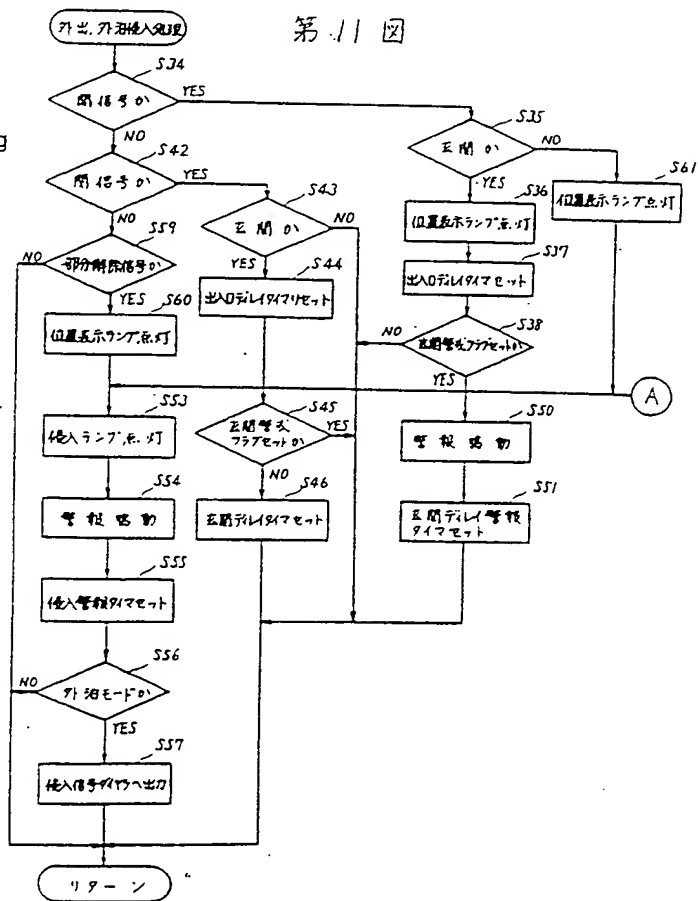 第11図
外出、外泊侵入処理
S34
開信号か
YES
NO
S35
玄関か
NO
YES
S61
位置表示ランプ点灯
S36
位置表示ランプ点灯
S37
出入口ディレイタイマセット
S38
玄関警戒フラグセットか
NO
YES
A
S50
警報鳴動
S51
玄関ディレイ警報
タイマセット
S42
閉信号か
YES
NO
S43
玄関か
NO
YES
S44
出入口ディレイタイマリセット
S45
玄関警戒
フラグセットか
YES
NO
S46
玄関ディレイタイマセット
S59
部分解除信号か
NO
YES
S60
位置表示ランプ点灯
S53
侵入ランプ点灯
S54
警報鳴動
S55
侵入警報タイマセット
S56
外泊モードか
NO
YES
S57
侵入信号ダイヤラへ出力
リターン
g